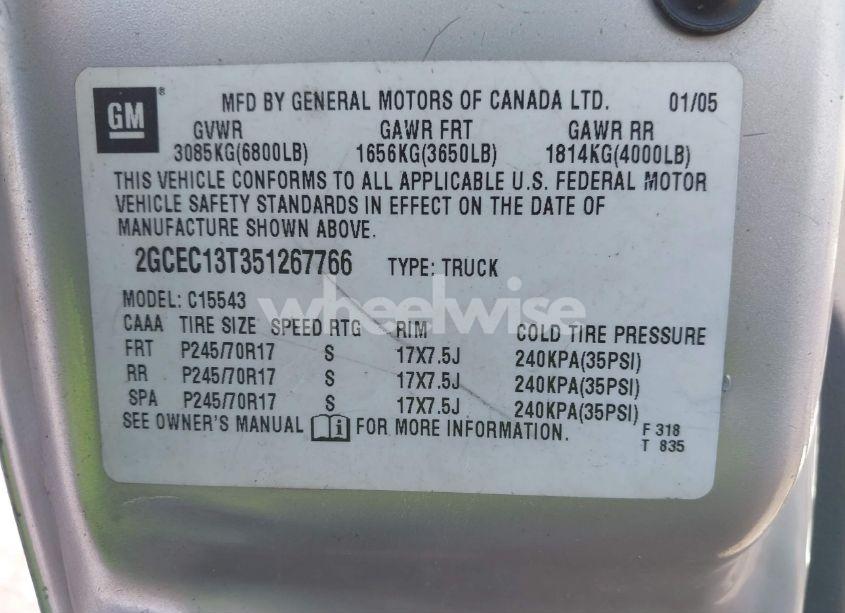 GM ®
MFD BY GENERAL MOTORS OF CANADA LTD. 01/05
GVWR GAWR FRT GAWR RR
3085KG(6800LB) 1656KG(3650LB) 1814KG(4000LB)
THIS VEHICLE CONFORMS TO ALL APPLICABLE U.S. FEDERAL MOTOR
VEHICLE SAFETY STANDARDS IN EFFECT ON THE DATE OF
MANUFACTURE SHOWN ABOVE.
2GCEC13T351267766 TYPE: TRUCK
MODEL: C15543
wheelwise
CAAA TIRE SIZE SPEED RTG RIM COLD TIRE PRESSURE
FRT P245/70R17 S 17X7.5J 240KPA(35PSI)
RR P245/70R17 S 17X7.5J 240KPA(35PSI)
SPA P245/70R17 S 17X7.5J 240KPA(35PSI)
SEE OWNER'S MANUAL i FOR MORE INFORMATION.
F 318
T 835